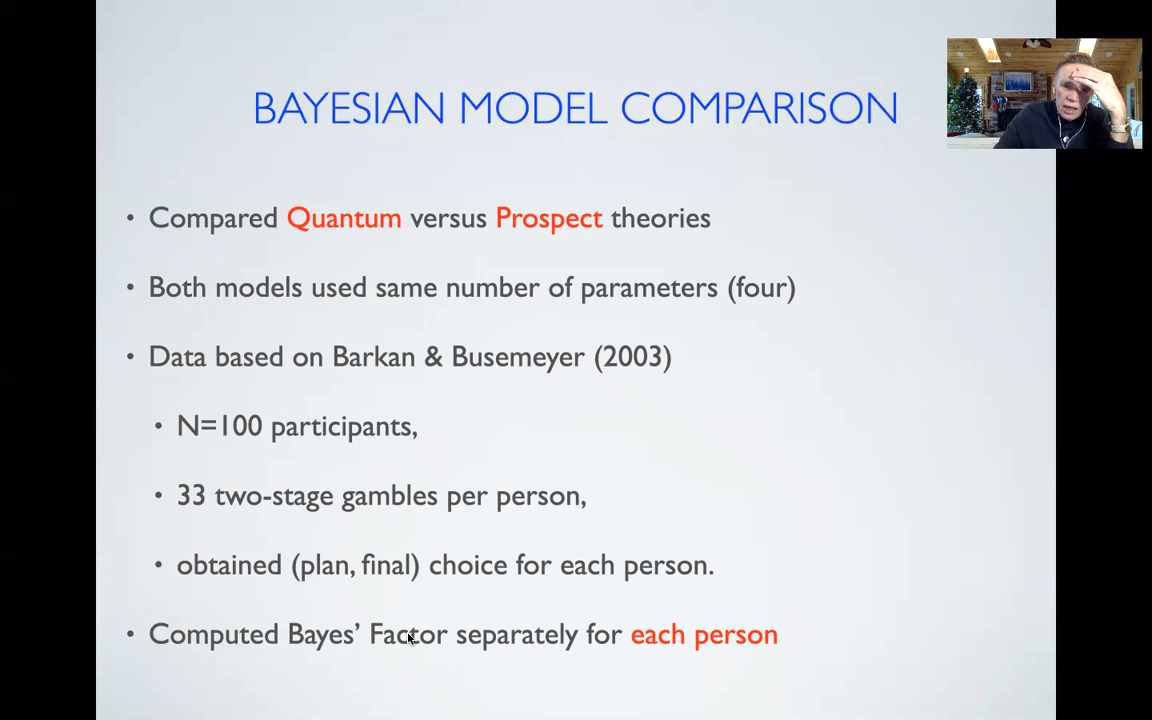 BAYESIAN MODEL COMPARISON
• Compared Quantum versus Prospect theories
• Both models used same number of parameters (four)
• Data based on Barkan & Busemeyer (2003)
• N=100 participants,
• 33 two-stage gambles per person,
• obtained (plan, final) choice for each person.
• Computed Bayes’ Factor separately for each person